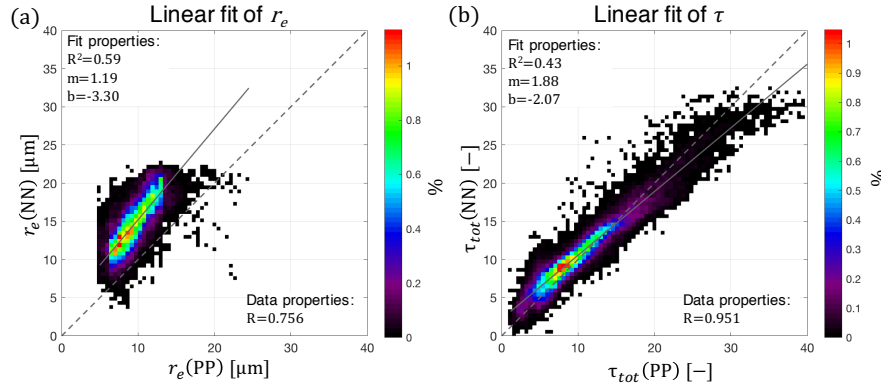 (a)
Linear fit of r_e
Fit properties:
R²=0.59
m=1.19
b=-3.30
Data properties:
R=0.756
r_e(NN) [μm]
40
35
30
25
20
15
10
5
0
0 10 20 30 40
r_e(PP) [μm]
1
0.8
0.6
0.4
0.2
0
%
(b)
Linear fit of τ
Fit properties:
R²=0.43
m=1.88
b=-2.07
Data properties:
R=0.951
τ_tot(NN) [−]
40
35
30
25
20
15
10
5
0
0 10 20 30 40
τ_tot(PP) [−]
1
0.9
0.8
0.7
0.6
0.5
0.4
0.3
0.2
0.1
0
%